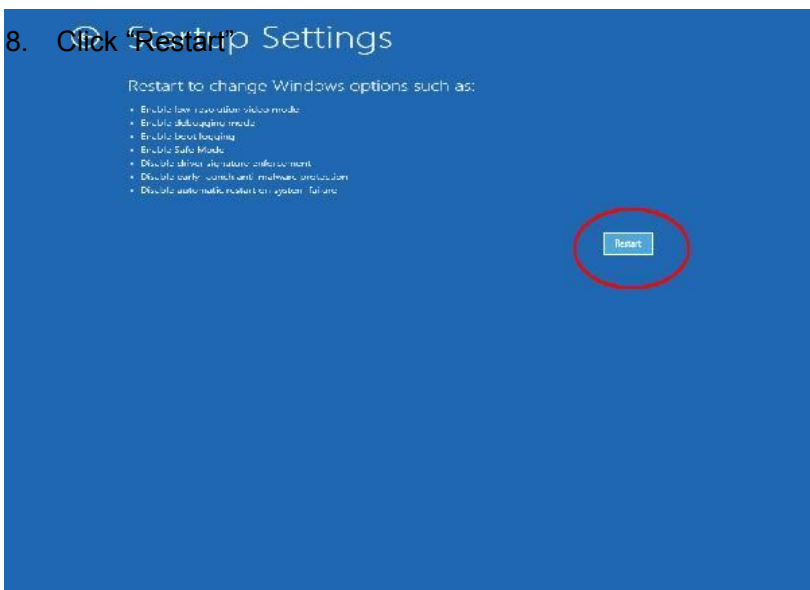 8. Click “Restart”
Startup Settings
Restart to change Windows options such as:
• Enable low-resolution video mode
• Enable debugging mode
• Enable boot logging
• Enable Safe Mode
• Disable driver signature enforcement
• Disable early-launch anti-malware protection
• Disable automatic restart on system failure
Restart